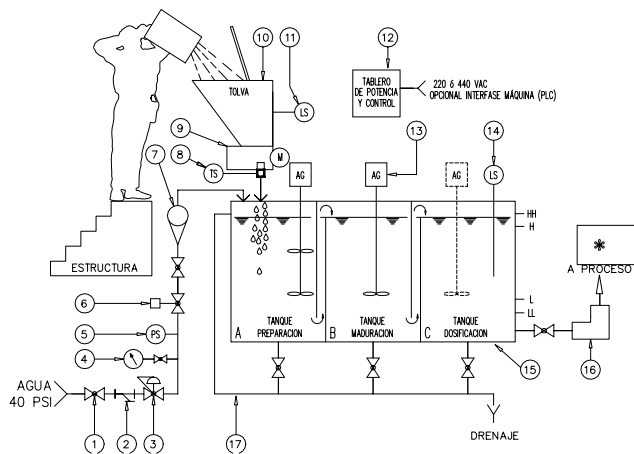 10
11
12
TOLVA
LS
TABLERO
DE POTENCIA
Y CONTROL
220 ó 440 VAC
OPCIONAL INTERFASE MÁQUINA (PLC)
9
13
14
7
8
TS
M
AG
AG
AG
LS
HH
H
ESTRUCTURA
A PROCESO
6
5
PS
L
LL
4
A
TANQUE
PREPARACION
B
TANQUE
MADURACION
C
TANQUE
DOSIFICACION
15
16
AGUA
40 PSI
1
2
3
17
DRENAJE